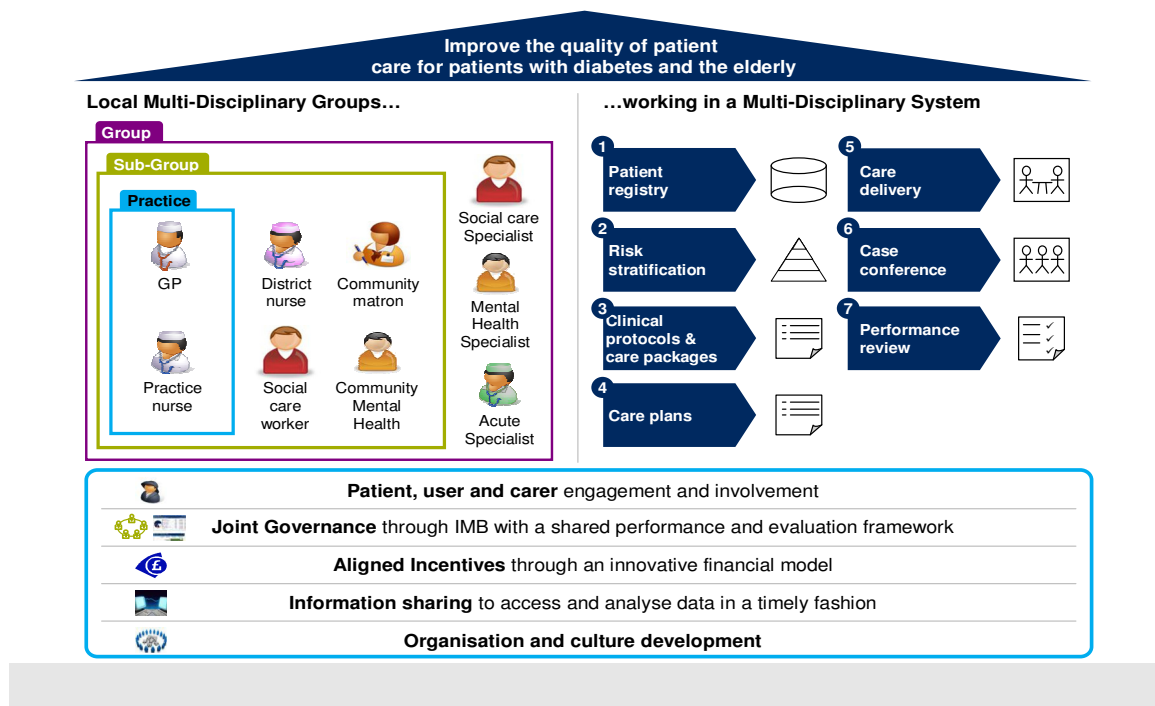 Improve the quality of patient
care for patients with diabetes and the elderly
Local Multi-Disciplinary Groups…
Group
Sub-Group
Practice
GP
District
nurse
Community
matron
Practice
nurse
Social
care
worker
Community
Mental
Health
Social care
Specialist
Mental
Health
Specialist
Acute
Specialist
…working in a Multi-Disciplinary System
1
Patient
registry
2
Risk
stratification
3
Clinical
protocols &
care packages
4
Care plans
5
Care
delivery
6
Case
conference
7
Performance
review
Patient, user and carer engagement and involvement
Joint Governance through IMB with a shared performance and evaluation framework
£
Aligned Incentives through an innovative financial model
Information sharing to access and analyse data in a timely fashion
Organisation and culture development